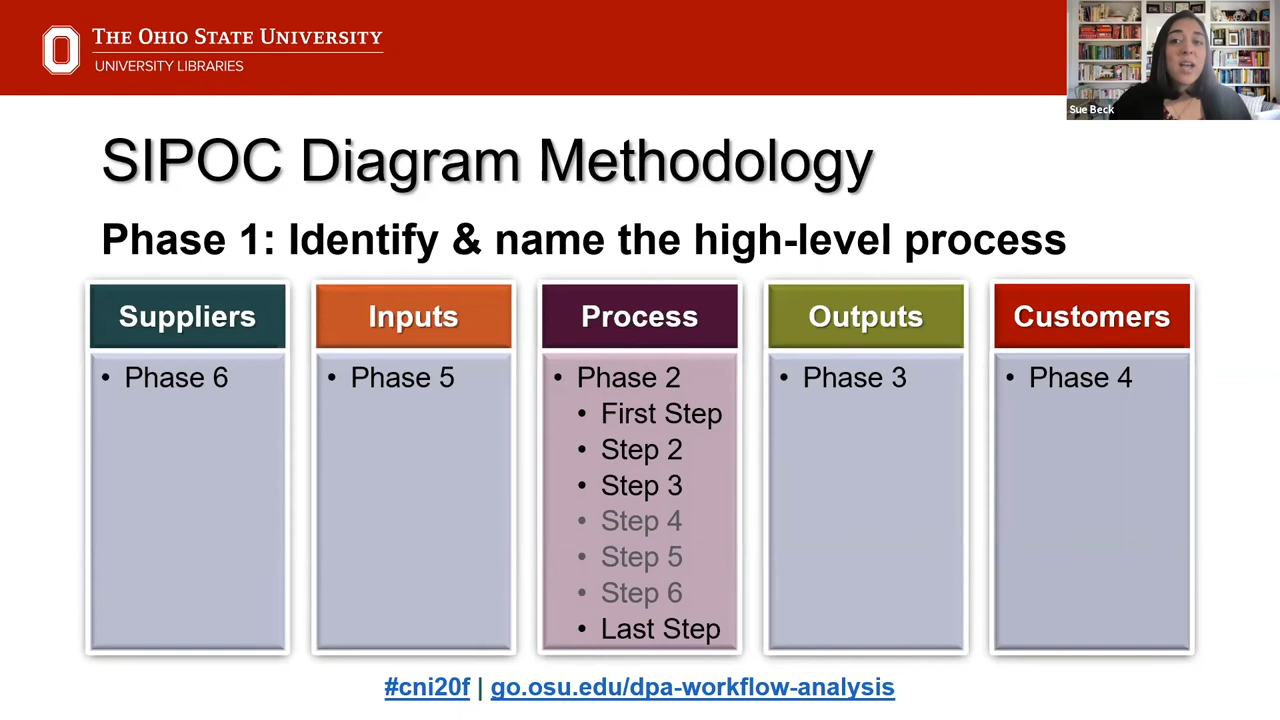 THE OHIO STATE UNIVERSITY
UNIVERSITY LIBRARIES
Sue Beck
SIPOC Diagram Methodology
Phase 1: Identify & name the high-level process
Suppliers
• Phase 6
Inputs
• Phase 5
Process
• Phase 2
• First Step
• Step 2
• Step 3
• Step 4
• Step 5
• Step 6
• Last Step
Outputs
• Phase 3
Customers
• Phase 4
#cni20f | go.osu.edu/dpa-workflow-analysis